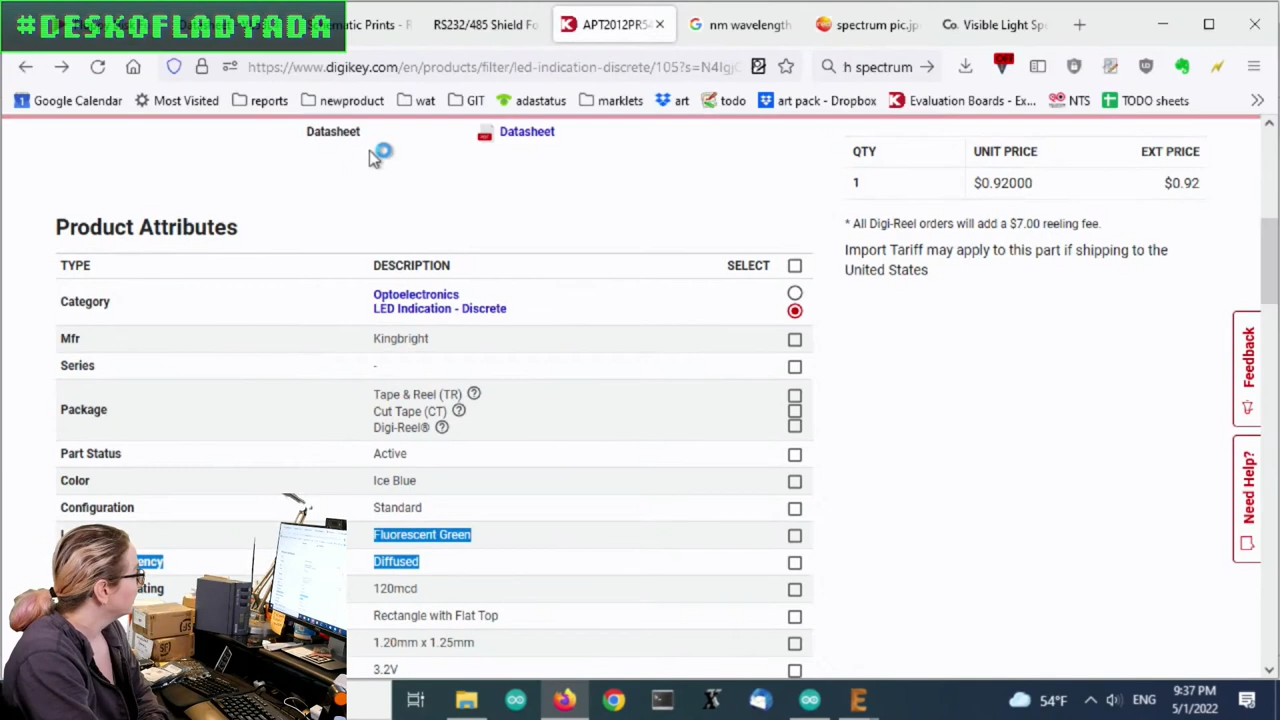 #DESKOFLADYADA
ematic Prints - F
RS232/485 Shield Fo
APT2012PR5
nm wavelength
spectrum pic.jp
Visible Light Spe
https://www.digikey.com/en/products/filter/led-indication-discrete/105?s=N4IgjC
h spectrum
OFF
Google Calendar
Most Visited
reports
newproduct
wat
GIT
adastatus
marklets
art
todo
art pack - Dropbox
Evaluation Boards - Ex...
NTS
TODO sheets
Datasheet
Datasheet
QTY UNIT PRICE EXT PRICE
1 $0.92000 $0.92
* All Digi-Reel orders will add a $7.00 reeling fee.
Import Tariff may apply to this part if shipping to the
United States
Product Attributes
TYPE DESCRIPTION SELECT
Category
Optoelectronics
LED Indication - Discrete
Mfr Kingbright
Series -
Package
Tape & Reel (TR)
Cut Tape (CT)
Digi-Reel®
Part Status Active
Color Ice Blue
Configuration Standard
Fluorescent Green
ency Diffused
ating 120mcd
Rectangle with Flat Top
1.20mm x 1.25mm
3.2V
Feedback
Need Help?
54°F
ENG
9:37 PM
5/1/2022